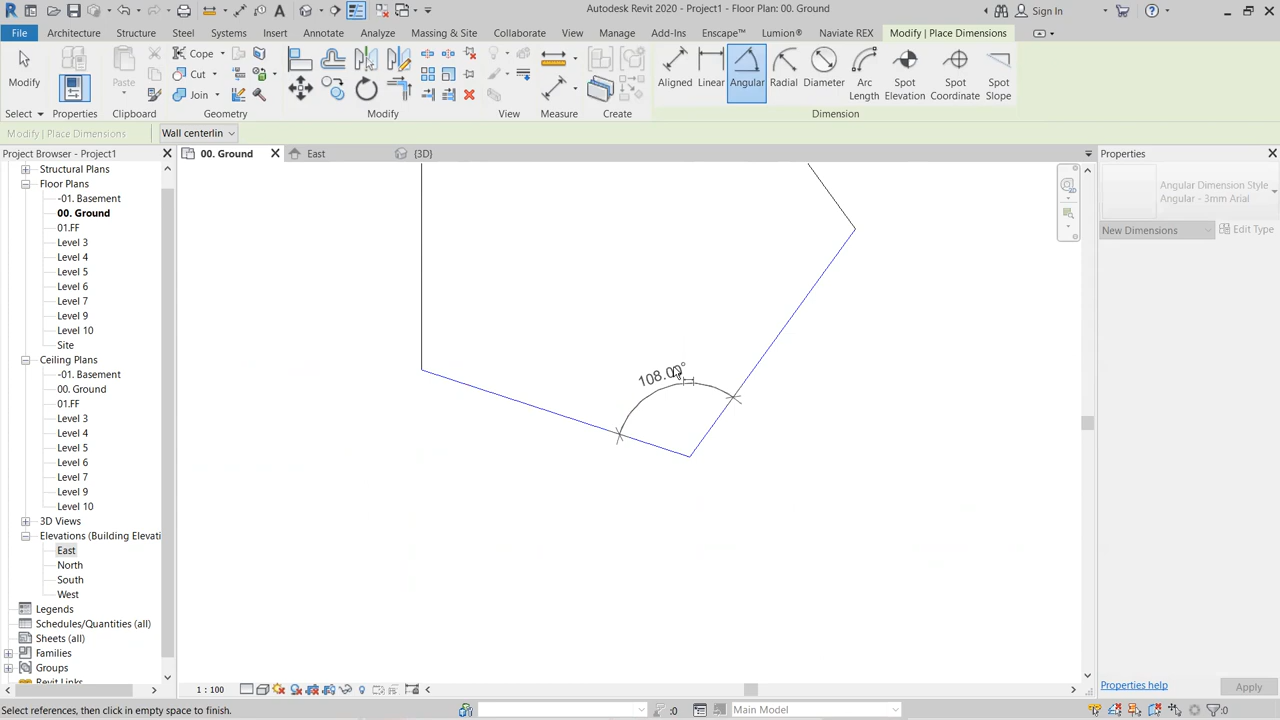 Autodesk Revit 2020 - Project1 - Floor Plan: 00. Ground
Sign In
File Architecture Structure Steel Systems Insert Annotate Analyze Massing & Site Collaborate View Manage Add-Ins Enscape™ Lumion® Naviate REX Modify | Place Dimensions
Modify
Paste
Cope
Cut
Join
Aligned Linear Angular Radial Diameter Arc Length Spot Elevation Spot Coordinate Spot Slope
Select Properties Clipboard Geometry Modify View Measure Create Dimension
Modify | Place Dimensions Wall centerlin
Project Browser - Project1
00. Ground
East
{3D}
Properties
Structural Plans
Floor Plans
-01. Basement
00. Ground
01.FF
Level 3
Level 4
Level 5
Level 6
Level 7
Level 9
Level 10
Site
Ceiling Plans
-01. Basement
00. Ground
01.FF
Level 3
Level 4
Level 5
Level 6
Level 7
Level 9
Level 10
3D Views
Elevations (Building Elevati
East
North
South
West
Legends
Schedules/Quantities (all)
Sheets (all)
Families
Groups
Revit Links
108.00°
Angular Dimension Style
Angular - 3mm Arial
New Dimensions
Edit Type
Properties help
Apply
1 : 100
Select references, then click in empty space to finish.
:0
Main Model
:0